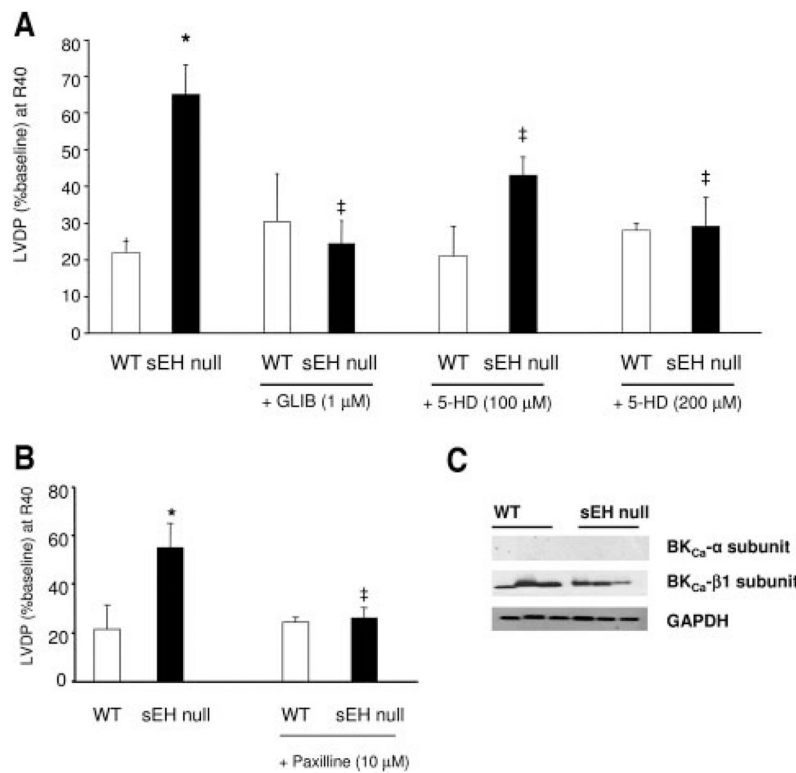 A
LVDP (%baseline) at R40
80
70
60
50
40
30
20
10
0
*
‡
‡
‡
WT sEH null
WT sEH null
WT sEH null
WT sEH null
+ GLIB (1 µM)
+ 5-HD (100 µM)
+ 5-HD (200 µM)
B
LVDP (%baseline) at R40
80
60
40
20
0
*
‡
WT sEH null
WT sEH null
+ Paxilline (10 µM)
C
WT sEH null
BKCa-α subunit
BKCa-β1 subunit
GAPDH